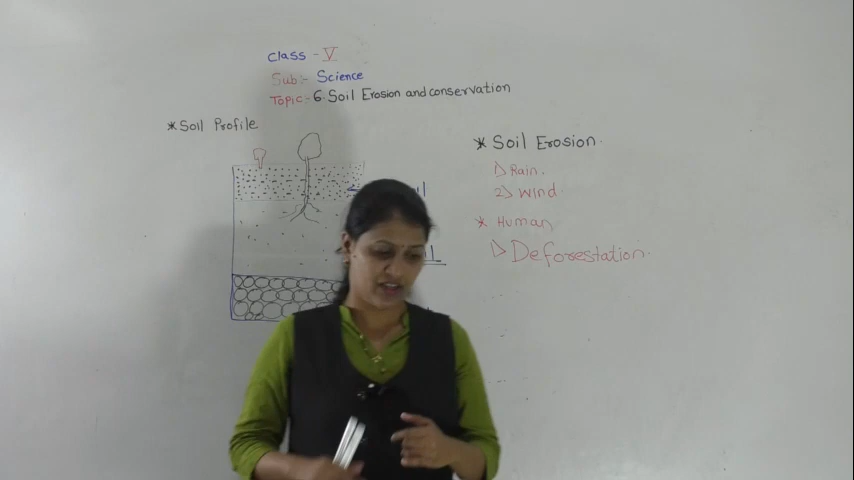 Class - V
Sub:- Science
Topic:- 6. Soil Erosion and conservation
* Soil Profile
* Soil Erosion.
1) Rain.
2) Wind.
* Human
1) Deforestation.